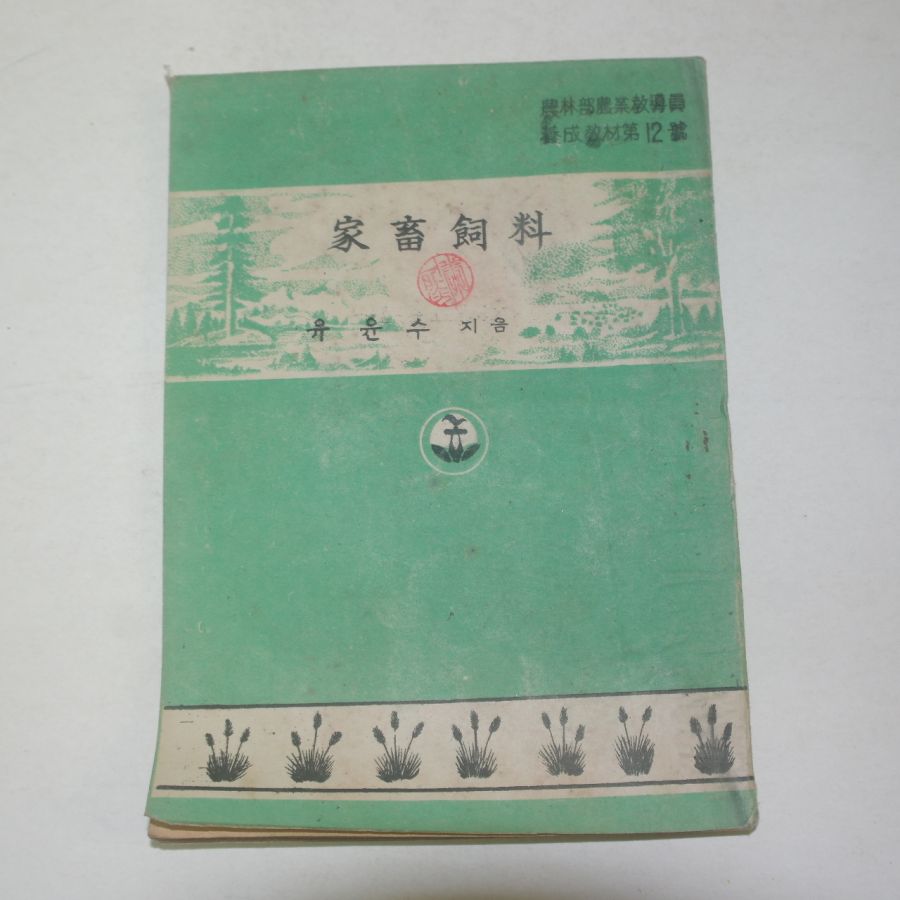 農林部農業敎導員
養成敎材第12號
家畜飼料
유윤수 지음